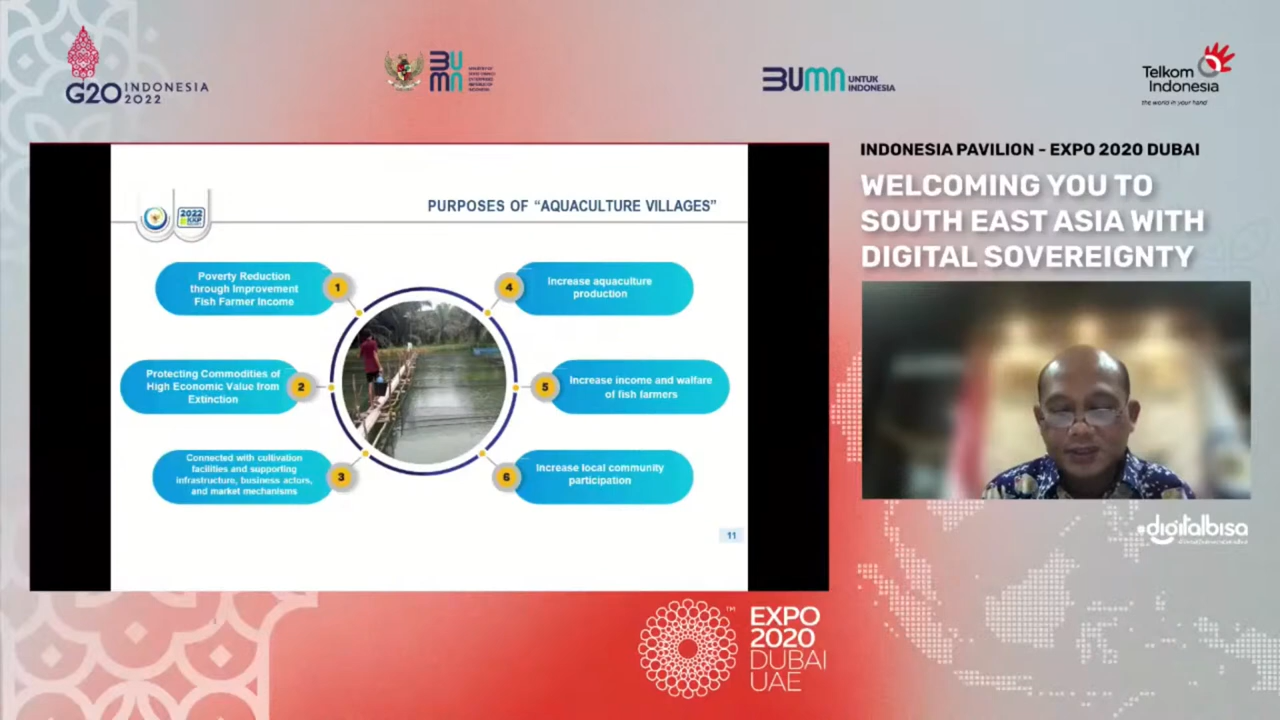 G20 INDONESIA
2022
BUMN
BUMN UNTUK
INDONESIA
Telkom
Indonesia
the world in your hand
INDONESIA PAVILION - EXPO 2020 DUBAI
WELCOMING YOU TO
SOUTH EAST ASIA WITH
DIGITAL SOVEREIGNTY
2022
KKP
PURPOSES OF “AQUACULTURE VILLAGES”
Poverty Reduction
through Improvement
Fish Farmer Income
1
Protecting Commodities of
High Economic Value from
Extinction
2
Connected with cultivation
facilities and supporting
infrastructure, business actors,
and market mechanisms
3
4
Increase aquaculture
production
5
Increase income and walfare
of fish farmers
6
Increase local community
participation
11
digitalbisa
EXPO
2020
DUBAI
UAE
TM